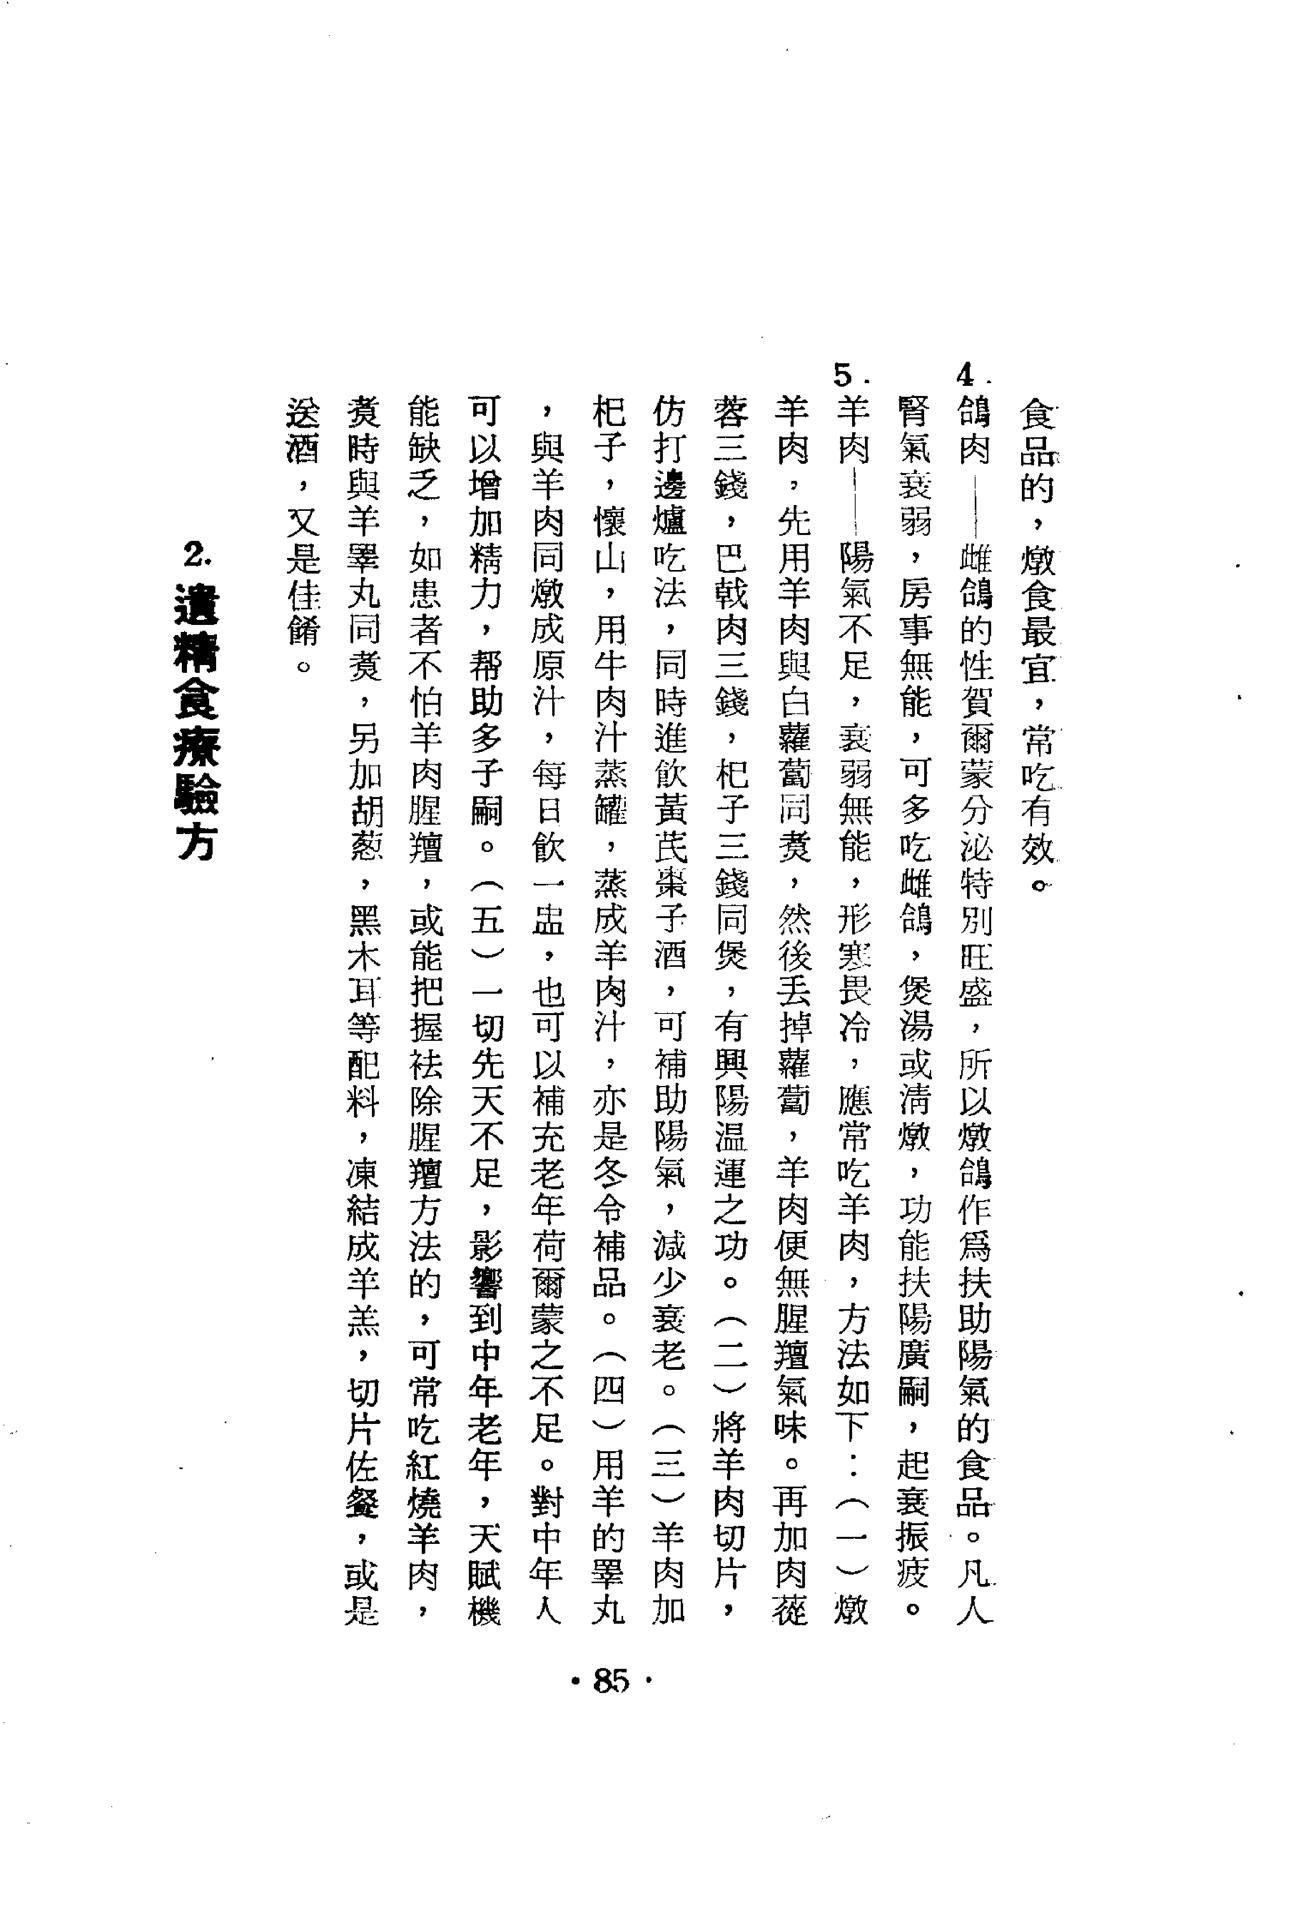 食品的，燉食最宜，常吃有效。
4.鴿肉——雌鴿的性賀爾蒙分泌特別旺盛，所以燉鴿作爲扶助陽氣的食品。凡人
腎氣衰弱，房事無能，可多吃雌鴿，煲湯或淸燉，功能扶陽廣嗣，起衰振疲。
5.羊肉——陽氣不足，衰弱無能，形寒畏冷，應常吃羊肉，方法如下：（一）燉
羊肉，先用羊肉與白蘿蔔同煑，然後丢掉蘿蔔，羊肉便無腥羶氣味。再加肉蓯
蓉三錢，巴戟肉三錢，杞子三錢同煲，有興陽温運之功。（二）將羊肉切片，
仿打邊爐吃法，同時進飲黃芪棗子酒，可補助陽氣，減少衰老。（三）羊肉加
杞子，懷山，用牛肉汁蒸罐，蒸成羊肉汁，亦是冬令補品。（四）用羊的睪丸
，與羊肉同燉成原汁，每日飲一盅，也可以補充老年荷爾蒙之不足。對中年人
可以增加精力，帮助多子嗣。（五）一切先天不足，影響到中年老年，天賦機
能缺乏，如患者不怕羊肉腥羶，或能把握祛除腥羶方法的，可常吃紅燒羊肉，
煑時與羊睪丸同煑，另加胡葱，黑木耳等配料，凍結成羊羔，切片佐餐，或是
送酒，又是佳餚。
2.遺精食療驗方
·85·